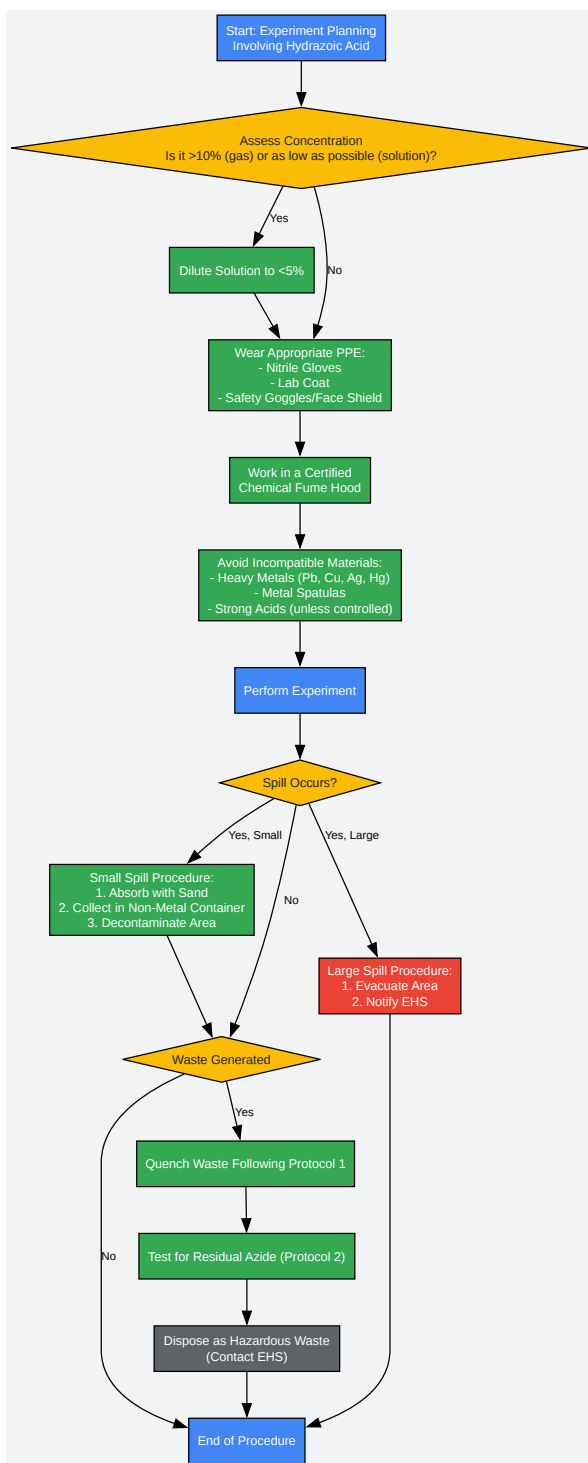 Start: Experiment Planning
Involving Hydrazoic Acid
Assess Concentration
Is it >10% (gas) or as low as possible (solution)?
Yes
Dilute Solution to <5%
No
Wear Appropriate PPE:
- Nitrile Gloves
- Lab Coat
- Safety Goggles/Face Shield
Work in a Certified
Chemical Fume Hood
Avoid Incompatible Materials:
- Heavy Metals (Pb, Cu, Ag, Hg)
- Metal Spatulas
- Strong Acids (unless controlled)
Perform Experiment
Spill Occurs?
Yes, Small
Yes, Large
Small Spill Procedure:
1. Absorb with Sand
2. Collect in Non-Metal Container
3. Decontaminate Area
No
Large Spill Procedure:
1. Evacuate Area
2. Notify EHS
Waste Generated
Yes
Quench Waste Following Protocol 1
No
Test for Residual Azide (Protocol 2)
Dispose as Hazardous Waste
(Contact EHS)
End of Procedure